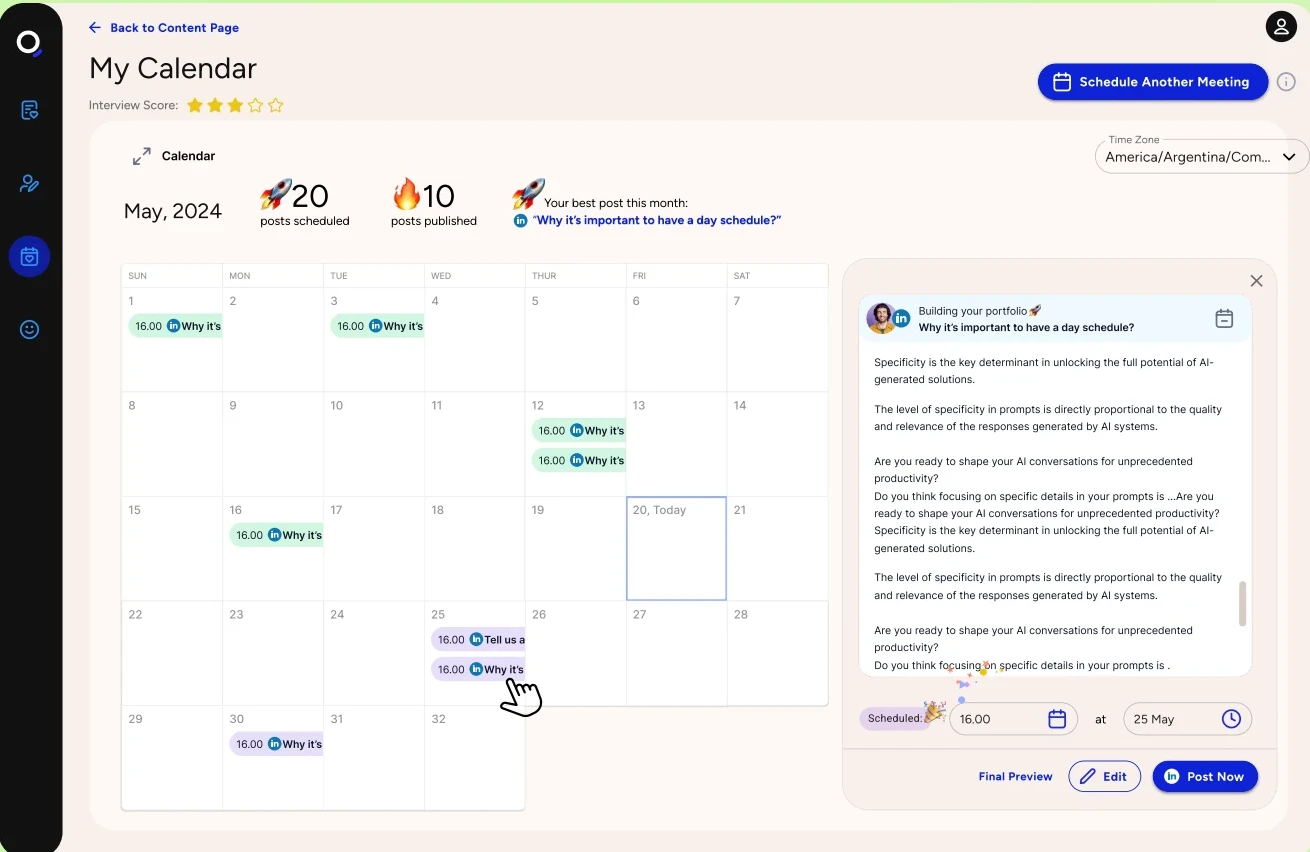 Back to Content Page
My Calendar
Interview Score:
Schedule Another Meeting
Calendar
Time Zone
America/Argentina/Com...
May, 2024
20
posts scheduled
10
posts published
Your best post this month:
in "Why it's important to have a day schedule?"
SUN MON TUE WED THUR FRI SAT
1 2 3 4 5 6 7
16.00 in Why it's
16.00 in Why it's
8 9 10 11 12 13 14
16.00 in Why it's
16.00 in Why it's
15 16 17 18 19 20, Today 21
16.00 in Why it's
22 23 24 25 26 27 28
16.00 in Tell us a
16.00 in Why it's
29 30 31 32
16.00 in Why it's
in Building your portfolio
Why it's important to have a day schedule?
Specificity is the key determinant in unlocking the full potential of AI-
generated solutions.
The level of specificity in prompts is directly proportional to the quality
and relevance of the responses generated by AI systems.
Are you ready to shape your AI conversations for unprecedented
productivity?
Do you think focusing on specific details in your prompts is ...Are you
ready to shape your AI conversations for unprecedented productivity?
Specificity is the key determinant in unlocking the full potential of AI-
generated solutions.
The level of specificity in prompts is directly proportional to the quality
and relevance of the responses generated by AI systems.
Are you ready to shape your AI conversations for unprecedented
productivity?
Do you think focusing on specific details in your prompts is .
Scheduled: 16.00 at 25 May
Final Preview Edit in Post Now